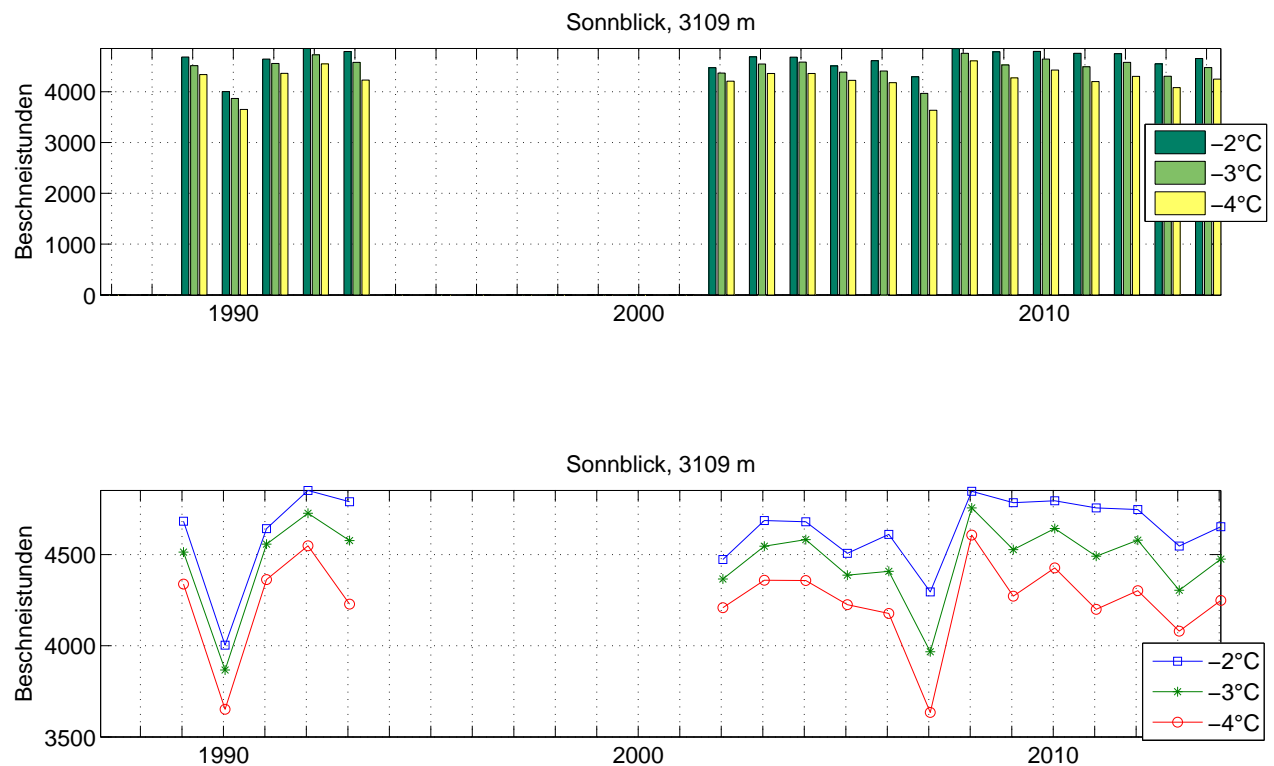 Sonnblick, 3109 m
Beschneistunden
4000
3000
2000
1000
0
1990
2000
2010
–2°C
–3°C
–4°C
Sonnblick, 3109 m
Beschneistunden
4500
4000
3500
1990
2000
2010
–2°C
–3°C
–4°C